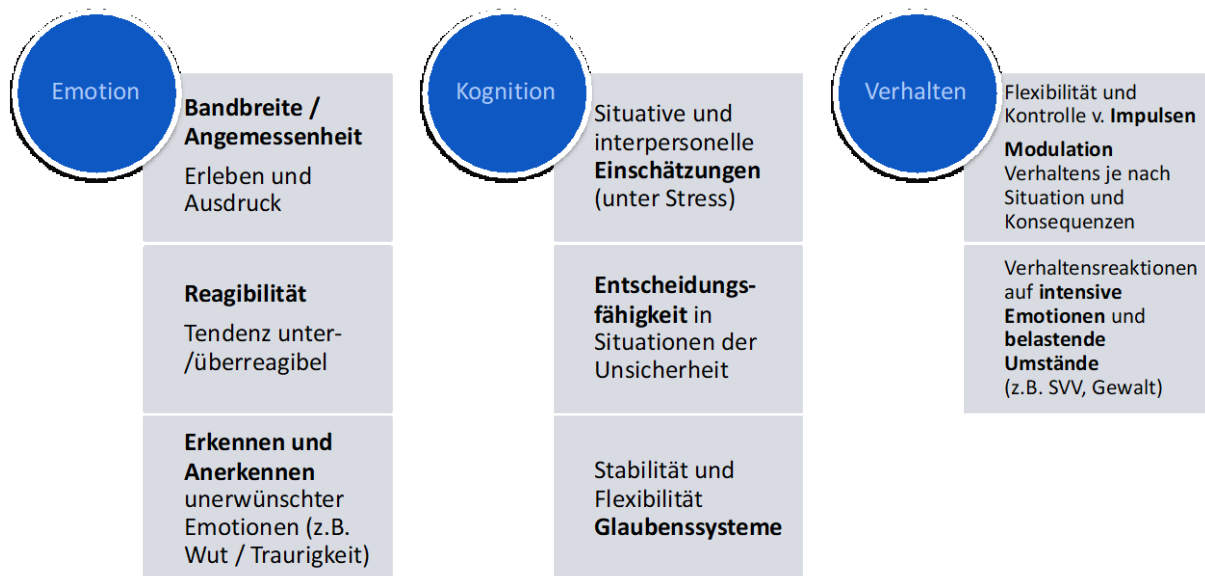 Emotion
Bandbreite /
Angemessenheit
Erleben und
Ausdruck
Reagibilität
Tendenz unter-
/überreagibel
Erkennen und
Anerkennen
unerwünschter
Emotionen (z.B.
Wut / Traurigkeit)
Kognition
Situative und
interpersonelle
Einschätzungen
(unter Stress)
Entscheidungs-
fähigkeit in
Situationen der
Unsicherheit
Stabilität und
Flexibilität
Glaubenssysteme
Verhalten
Flexibilität und
Kontrolle v. Impulsen
Modulation
Verhaltens je nach
Situation und
Konsequenzen
Verhaltensreaktionen
auf intensive
Emotionen und
belastende
Umstände
(z.B. SVV, Gewalt)